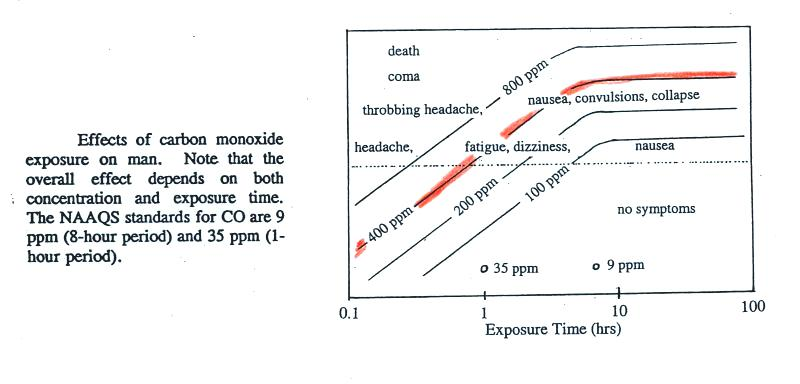 Effects of carbon monoxide
exposure on man. Note that the
overall effect depends on both
concentration and exposure time.
The NAAQS standards for CO are 9
ppm (8-hour period) and 35 ppm (1-
hour period).
death
coma
800 ppm
throbbing headache,
nausea, convulsions, collapse
headache,
fatigue, dizziness,
nausea
400 ppm
200 ppm
100 ppm
no symptoms
35 ppm
9 ppm
0.1
1
10
100
Exposure Time (hrs)